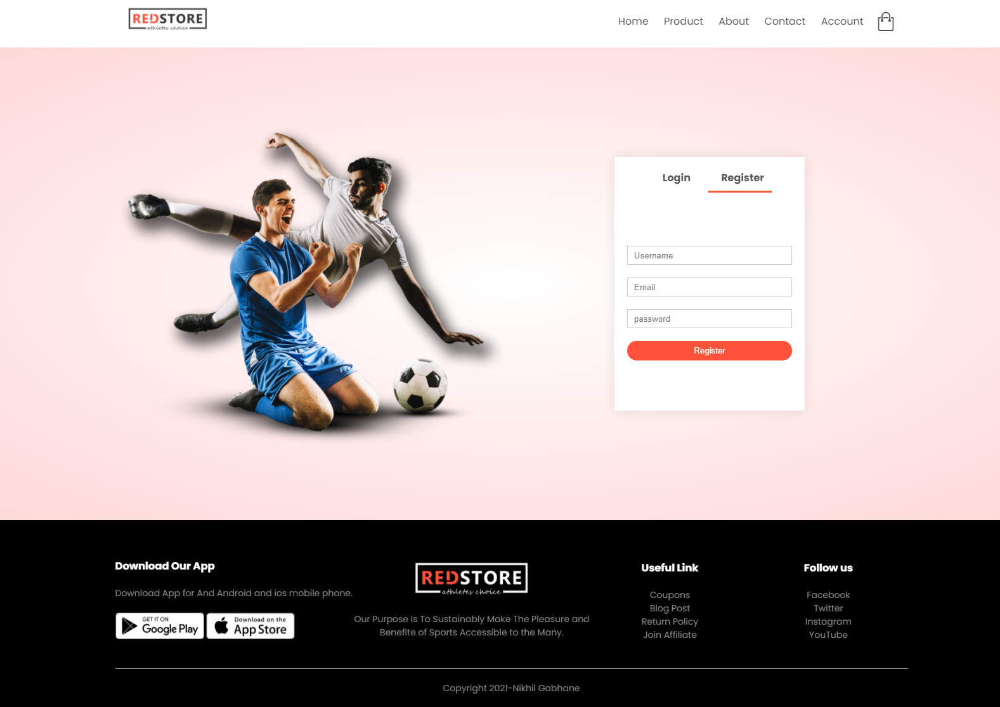 REDSTORE
athletes choice
Home Product About Contact Account
Login Register
Username
Email
password
Register
Download Our App
Download App for And Android and ios mobile phone.
GET IT ON
Google Play
Download on the
App Store
REDSTORE
athletes choice
Our Purpose Is To Sustainably Make The Pleasure and
Benefite of Sports Accessible to the Many.
Useful Link
Coupons
Blog Post
Return Policy
Join Affiliate
Follow us
Facebook
Twitter
Instagram
YouTube
Copyright 2021-Nikhil Gabhane